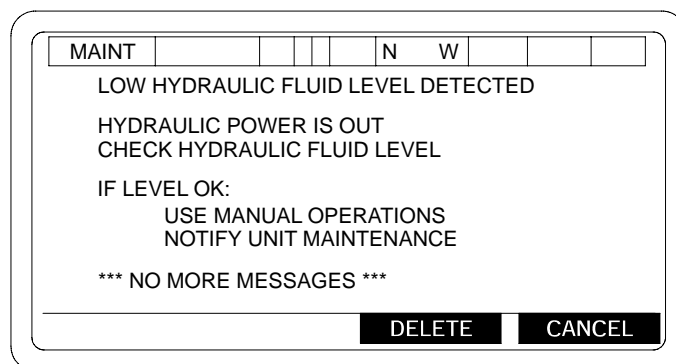 MAINT N W
LOW HYDRAULIC FLUID LEVEL DETECTED
HYDRAULIC POWER IS OUT
CHECK HYDRAULIC FLUID LEVEL
IF LEVEL OK:
USE MANUAL OPERATIONS
NOTIFY UNIT MAINTENANCE
*** NO MORE MESSAGES ***
DELETE CANCEL